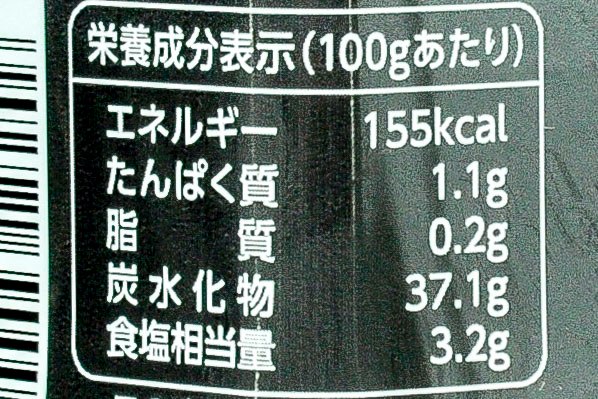 栄養成分表示(100gあたり)
エネルギー 155kcal
たんぱく質 1.1g
脂質 0.2g
炭水化物 37.1g
食塩相当量 3.2g